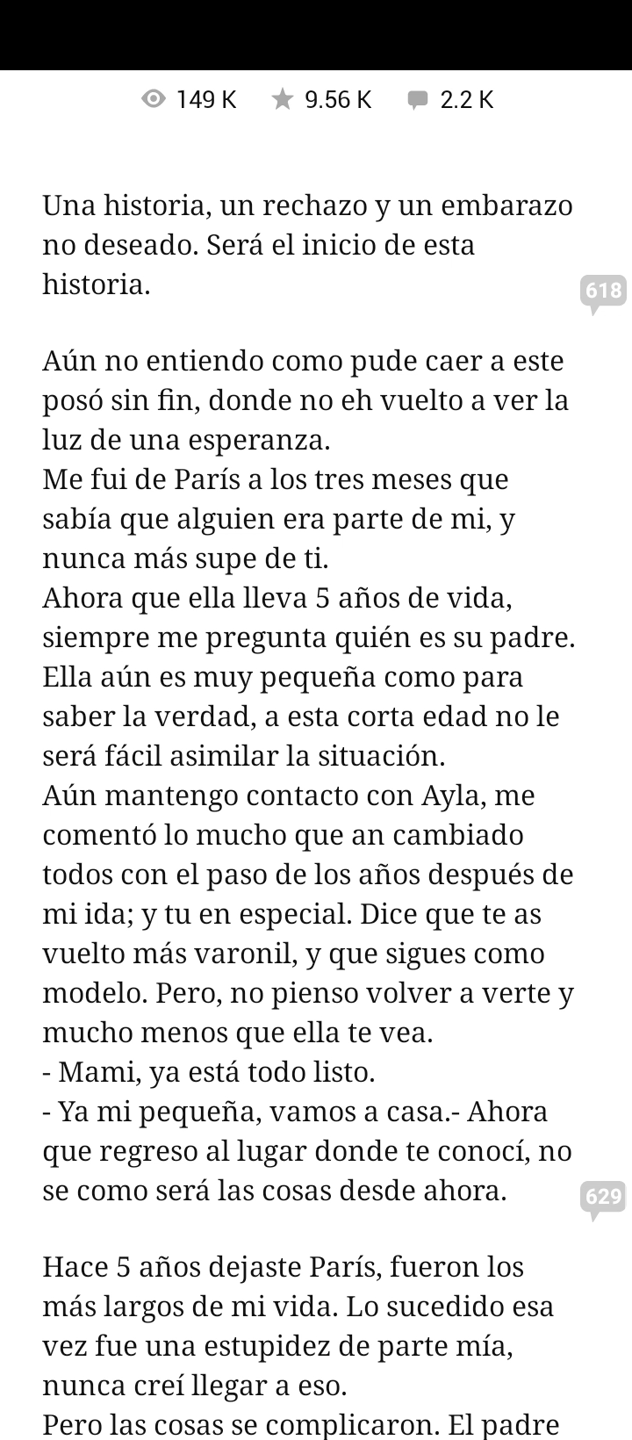 149 K 9.56 K 2.2 K
Una historia, un rechazo y un embarazo
no deseado. Será el inicio de esta
historia.
618
Aún no entiendo como pude caer a este
posó sin fin, donde no eh vuelto a ver la
luz de una esperanza.
Me fui de París a los tres meses que
sabía que alguien era parte de mi, y
nunca más supe de ti.
Ahora que ella lleva 5 años de vida,
siempre me pregunta quién es su padre.
Ella aún es muy pequeña como para
saber la verdad, a esta corta edad no le
será fácil asimilar la situación.
Aún mantengo contacto con Ayla, me
comentó lo mucho que an cambiado
todos con el paso de los años después de
mi ida; y tu en especial. Dice que te as
vuelto más varonil, y que sigues como
modelo. Pero, no pienso volver a verte y
mucho menos que ella te vea.
- Mami, ya está todo listo.
- Ya mi pequeña, vamos a casa.- Ahora
que regreso al lugar donde te conocí, no
se como será las cosas desde ahora.
629
Hace 5 años dejaste París, fueron los
más largos de mi vida. Lo sucedido esa
vez fue una estupidez de parte mía,
nunca creí llegar a eso.
Pero las cosas se complicaron. El padre